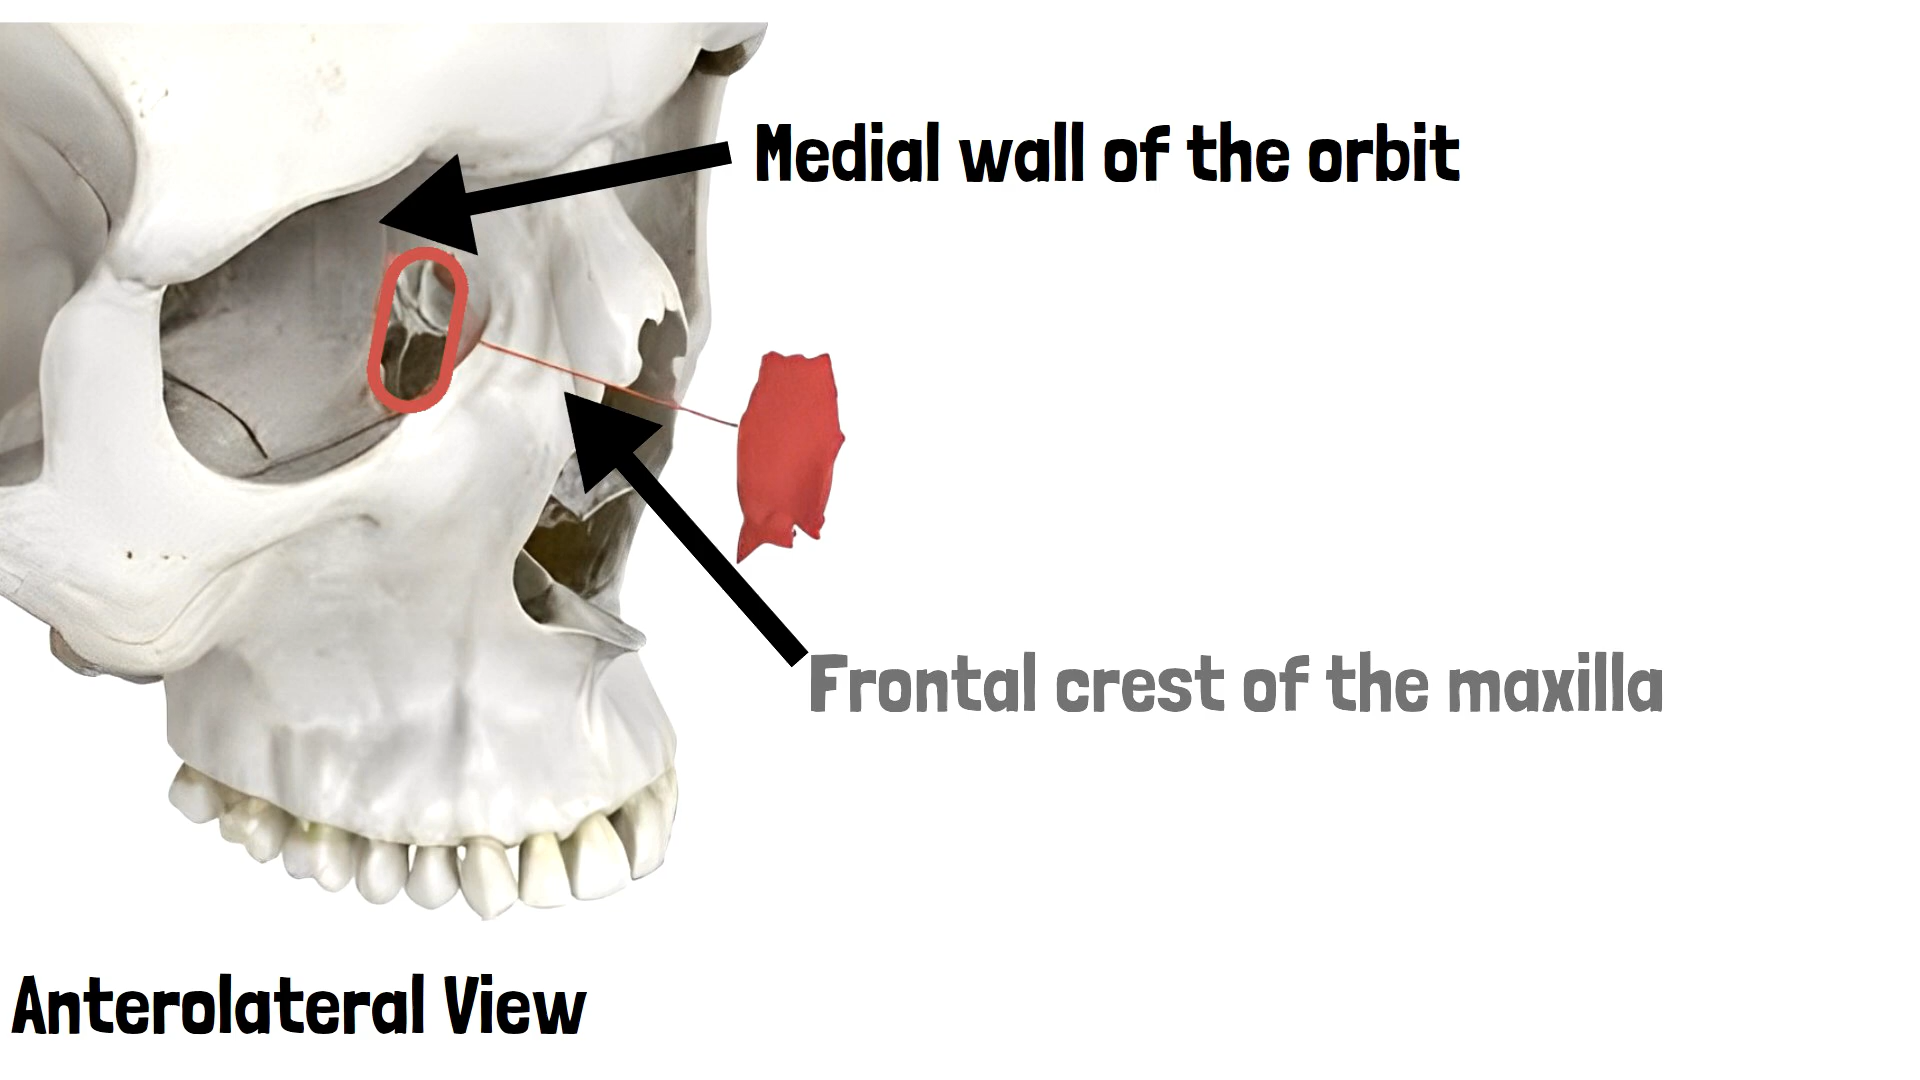 Medial wall of the orbit
Frontal crest of the maxilla
Anterolateral View